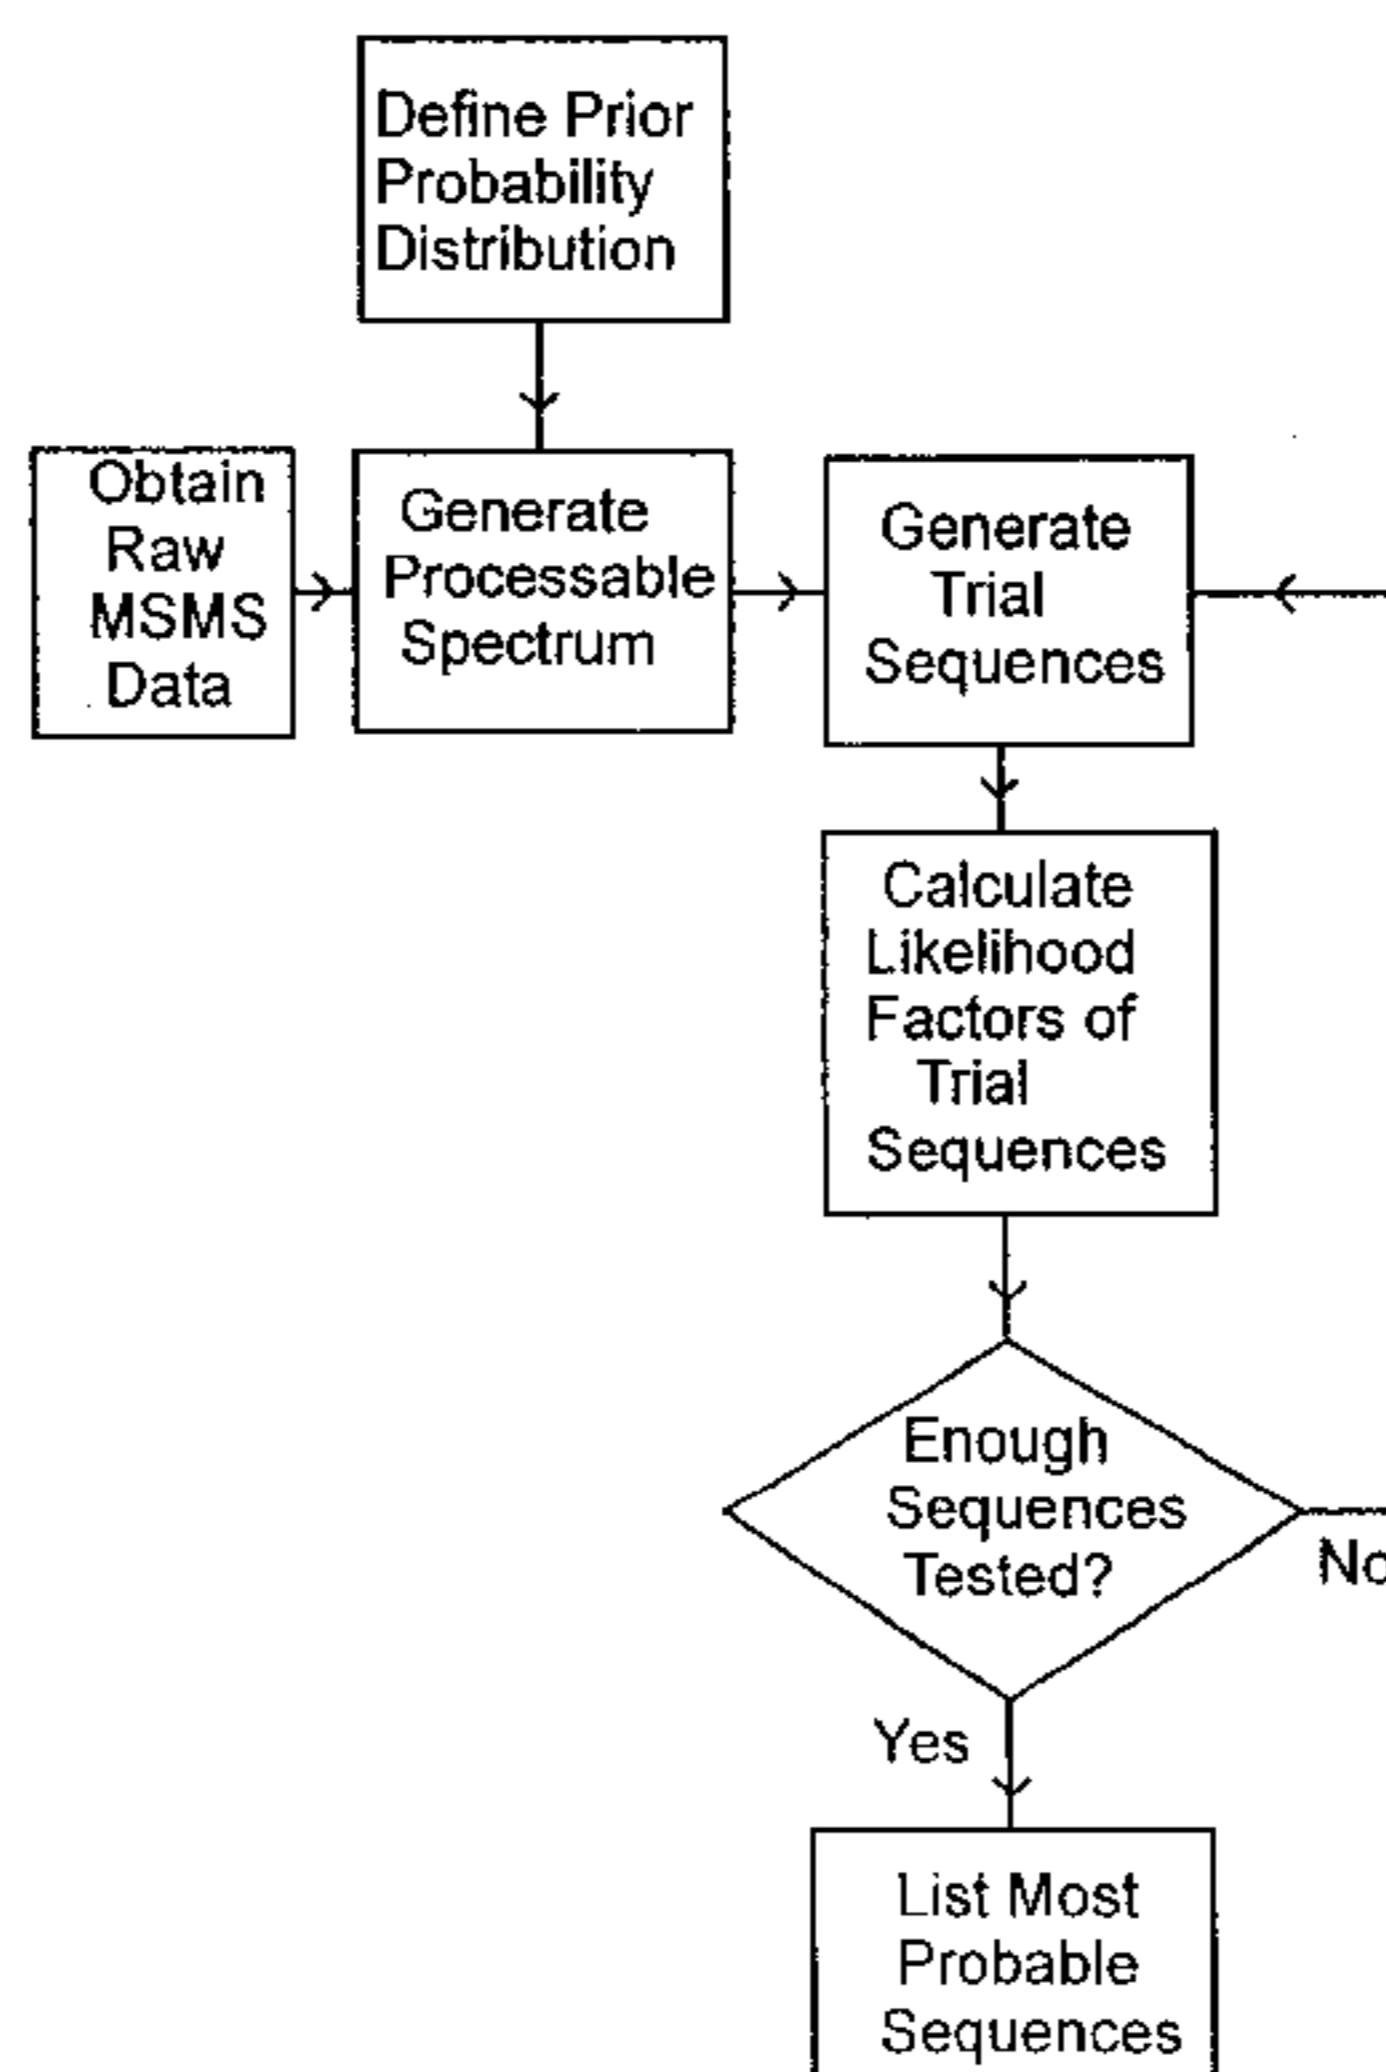 Define Prior
Probability
Distribution
Obtain
Raw
MSMS
Data
Generate
Processable
Spectrum
Generate
Trial
Sequences
Calculate
Likelihood
Factors of
Trial
Sequences
Enough
Sequences
Tested?
No
Yes
List Most
Probable
Sequences